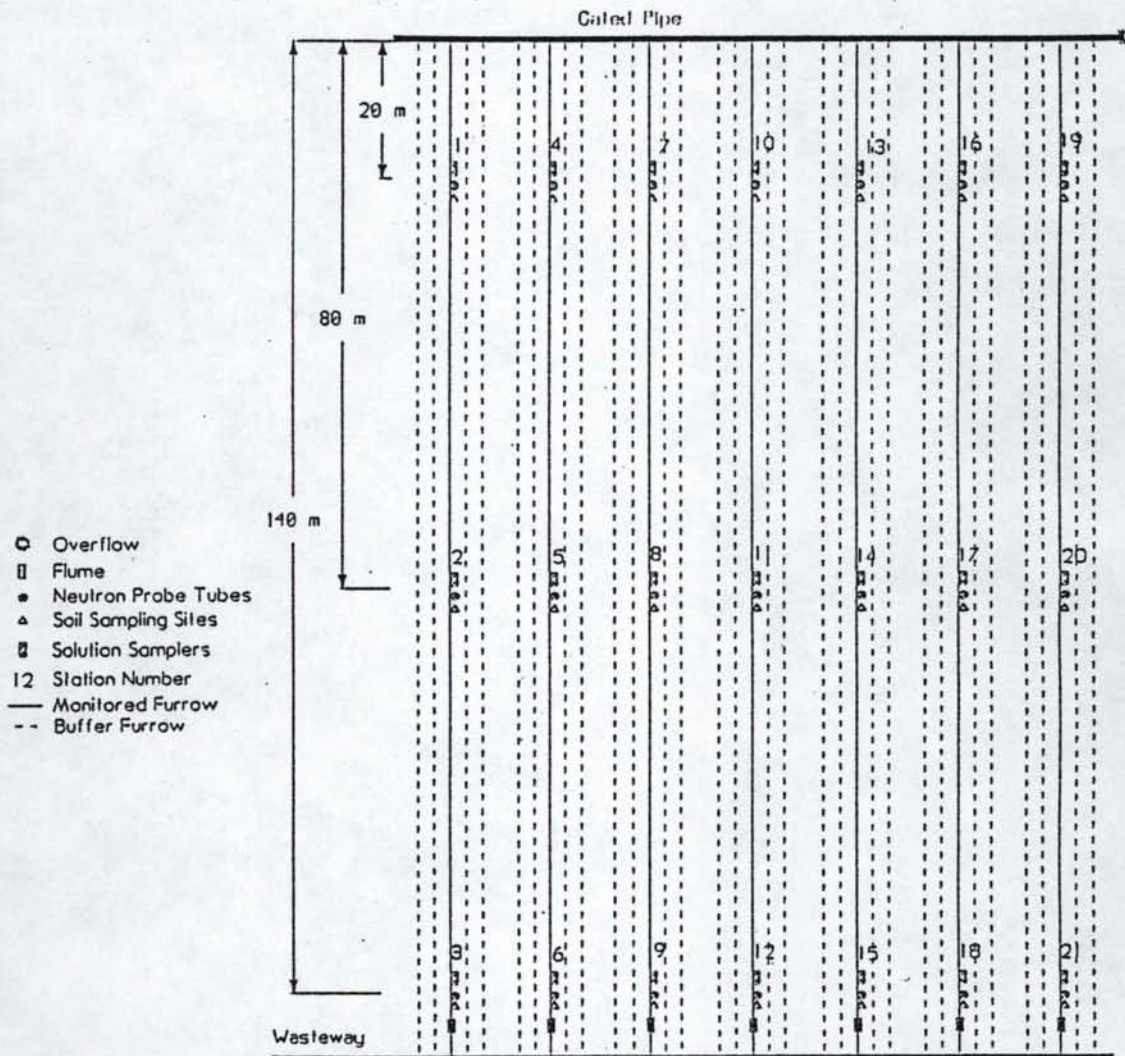 Gated Pipe
20 m
1 4 7 10 13 16 19
80 m
140 m
2 5 8 11 14 17 20
Overflow
Flume
Neutron Probe Tubes
Soil Sampling Sites
Solution Samplers
12 Station Number
Monitored Furrow
Buffer Furrow
3 6 9 12 15 18 21
Wasteway